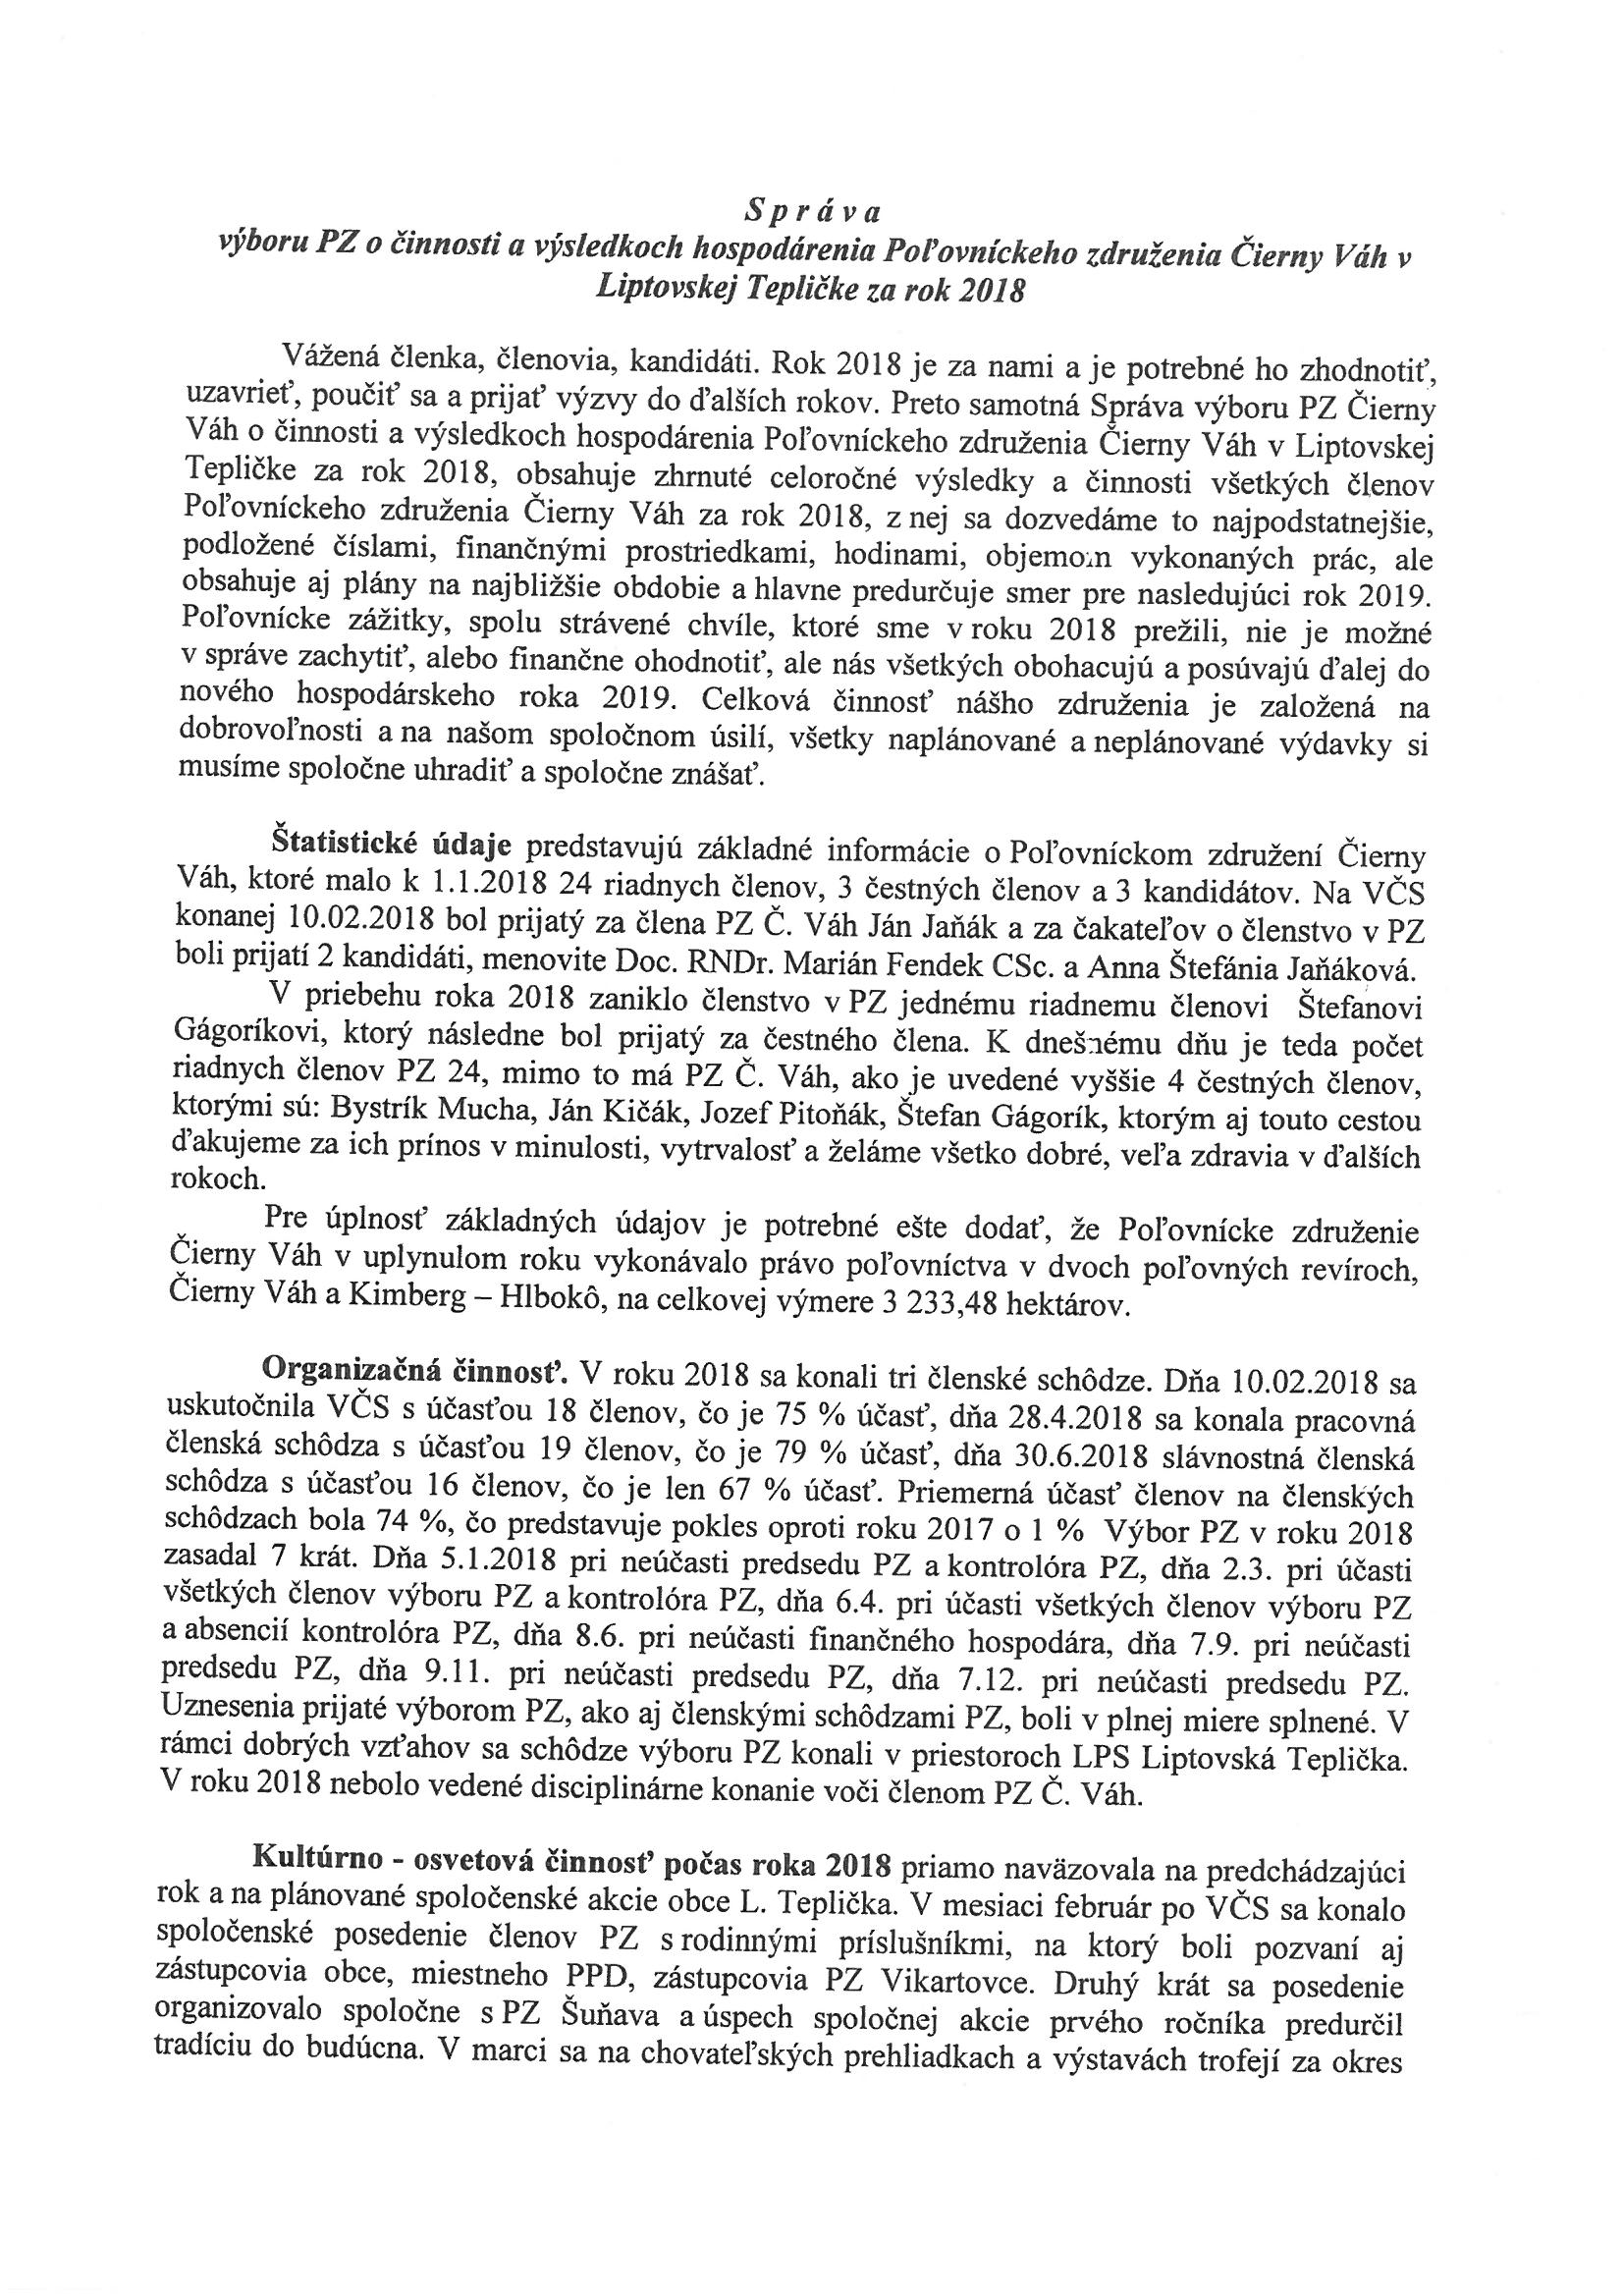 S p r á v a
výboru PZ o činnosti a výsledkoch hospodárenia Poľovníckeho združenia Čierny Váh v
Liptovskej Tepličke za rok 2018
Vážená členka, členovia, kandidáti. Rok 2018 je za nami a je potrebné ho zhodnotiť,
uzavrieť, poučiť sa a prijať výzvy do ďalších rokov. Preto samotná Správa výboru PZ Čierny
Váh o činnosti a výsledkoch hospodárenia Poľovníckeho združenia Čierny Váh v Liptovskej
Tepličke za rok 2018, obsahuje zhrnuté celoročné výsledky a činnosti všetkých členov
Poľovníckeho združenia Čierny Váh za rok 2018, z nej sa dozvedáme to najpodstatnejšie,
podložené číslami, finančnými prostriedkami, hodinami, objemom vykonaných prác, ale
obsahuje aj plány na najbližšie obdobie a hlavne predurčuje smer pre nasledujúci rok 2019.
Poľovnícke zážitky, spolu strávené chvíle, ktoré sme v roku 2018 prežili, nie je možné
v správe zachytiť, alebo finančne ohodnotiť, ale nás všetkých obohacujú a posúvajú ďalej do
nového hospodárskeho roka 2019. Celková činnosť nášho združenia je založená na
dobrovoľnosti a na našom spoločnom úsilí, všetky naplánované a neplánované výdavky si
musíme spoločne uhradiť a spoločne znášať.
Štatistické údaje predstavujú základné informácie o Poľovníckom združení Čierny
Váh, ktoré malo k 1.1.2018 24 riadnych členov, 3 čestných členov a 3 kandidátov. Na VČS
konanej 10.02.2018 bol prijatý za člena PZ Č. Váh Ján Jaňák a za čakateľov o členstvo v PZ
boli prijatí 2 kandidáti, menovite Doc. RNDr. Marián Fendek CSc. a Anna Štefánia Jaňáková.
V priebehu roka 2018 zaniklo členstvo v PZ jednému riadnemu členovi Štefanovi
Gágoríkovi, ktorý následne bol prijatý za čestného člena. K dnešnému dňu je teda počet
riadnych členov PZ 24, mimo to má PZ Č. Váh, ako je uvedené vyššie 4 čestných členov,
ktorými sú: Bystrík Mucha, Ján Kičák, Jozef Pitoňák, Štefan Gágorík, ktorým aj touto cestou
ďakujeme za ich prínos v minulosti, vytrvalosť a želáme všetko dobré, veľa zdravia v ďalších
rokoch.
Pre úplnosť základných údajov je potrebné ešte dodať, že Poľovnícke združenie
Čierny Váh v uplynulom roku vykonávalo právo poľovníctva v dvoch poľovných revíroch,
Čierny Váh a Kimberg – Hlbokô, na celkovej výmere 3 233,48 hektárov.
Organizačná činnosť. V roku 2018 sa konali tri členské schôdze. Dňa 10.02.2018 sa
uskutočnila VČS s účasťou 18 členov, čo je 75 % účasť, dňa 28.4.2018 sa konala pracovná
členská schôdza s účasťou 19 členov, čo je 79 % účasť, dňa 30.6.2018 slávnostná členská
schôdza s účasťou 16 členov, čo je len 67 % účasť. Priemerná účasť členov na členských
schôdzach bola 74 %, čo predstavuje pokles oproti roku 2017 o 1 % Výbor PZ v roku 2018
zasadal 7 krát. Dňa 5.1.2018 pri neúčasti predsedu PZ a kontrolóra PZ, dňa 2.3. pri účasti
všetkých členov výboru PZ a kontrolóra PZ, dňa 6.4. pri účasti všetkých členov výboru PZ
a absencií kontrolóra PZ, dňa 8.6. pri neúčasti finančného hospodára, dňa 7.9. pri neúčasti
predsedu PZ, dňa 9.11. pri neúčasti predsedu PZ, dňa 7.12. pri neúčasti predsedu PZ.
Uznesenia prijaté výborom PZ, ako aj členskými schôdzami PZ, boli v plnej miere splnené. V
rámci dobrých vzťahov sa schôdze výboru PZ konali v priestoroch LPS Liptovská Teplička.
V roku 2018 nebolo vedené disciplinárne konanie voči členom PZ Č. Váh.
Kultúrno - osvetová činnosť počas roka 2018 priamo naväzovala na predchádzajúci
rok a na plánované spoločenské akcie obce L. Teplička. V mesiaci február po VČS sa konalo
spoločenské posedenie členov PZ s rodinnými príslušníkmi, na ktorý boli pozvaní aj
zástupcovia obce, miestneho PPD, zástupcovia PZ Vikartovce. Druhý krát sa posedenie
organizovalo spoločne s PZ Šuňava a úspech spoločnej akcie prvého ročníka predurčil
tradíciu do budúcna. V marci sa na chovateľských prehliadkach a výstavách trofejí za okres